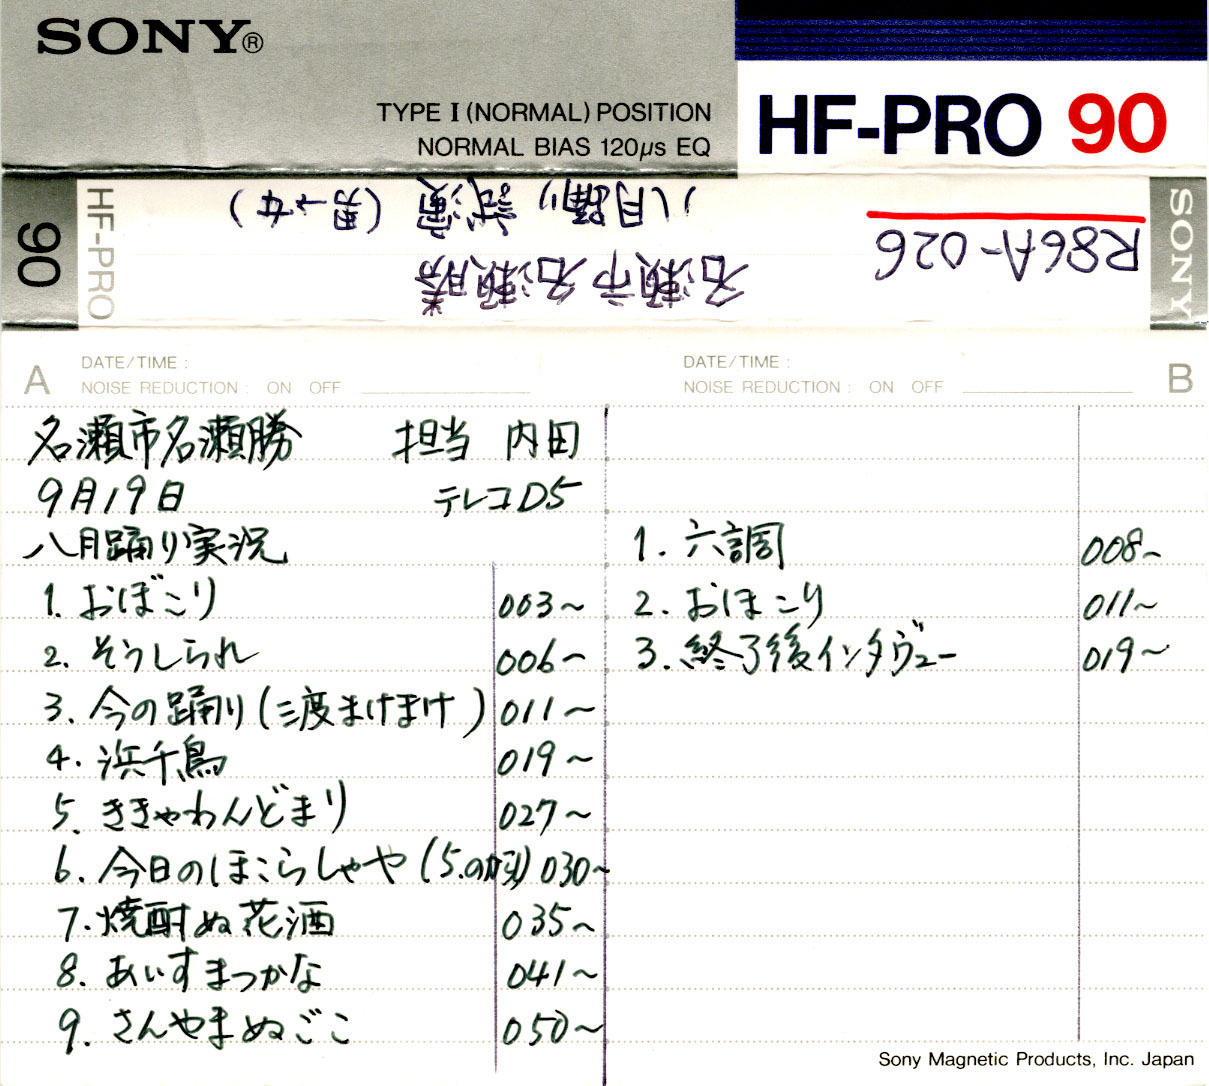 SONY®
TYPE I (NORMAL) POSITION
NORMAL BIAS 120μs EQ
HF-PRO 90
90
HF-PRO
R86A-026
名瀬市名瀬勝
八月踊り 試演 (男+女)
SONY
A
DATE/TIME :
NOISE REDUCTION : ON OFF
DATE/TIME :
NOISE REDUCTION : ON OFF
B
名瀬市名瀬勝 担当 内田
9月19日 テレコD5
八月踊り実況
1. おぼこり 003~
2. そうしられ 006~
3. 今の踊り(三度まけまけ) 011~
4. 浜千鳥 019~
5. ききゃわんどまり 027~
6. 今日のほこらしゃや (5.の 030~
7. 焼酎ぬ花酒 035~
8. あいすまつかな 041~
9. さんやまぬごこ 050~
1. 六調 008~
2. おほこり 011~
3. 終了後インタヴュー 019~
Sony Magnetic Products, Inc. Japan